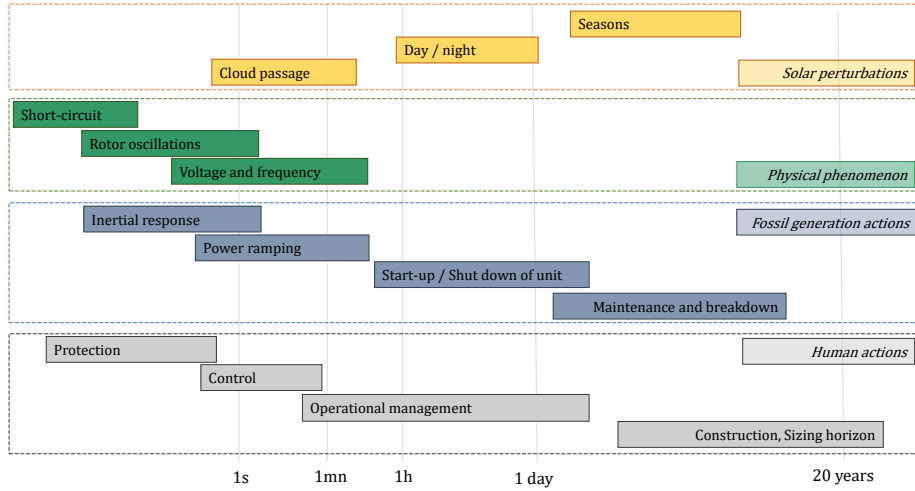 Seasons
Day / night
Cloud passage
Solar perturbations
Short-circuit
Rotor oscillations
Voltage and frequency
Physical phenomenon
Inertial response
Fossil generation actions
Power ramping
Start-up / Shut down of unit
Maintenance and breakdown
Protection
Human actions
Control
Operational management
Construction, Sizing horizon
1s
1mn
1h
1 day
20 years